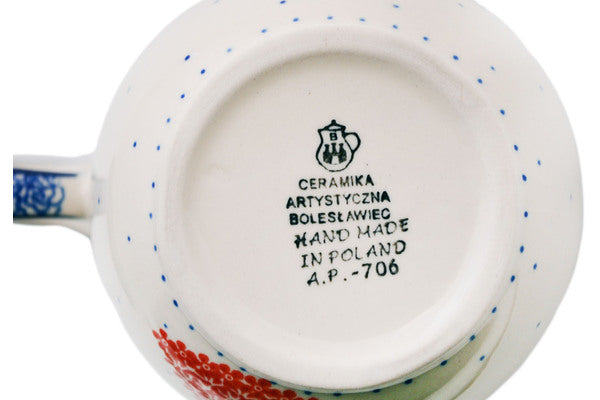 B
CERAMIKA
ARTYSTYCZNA
BOLESŁAWIEC
HAND MADE
IN POLAND
A.P.-706